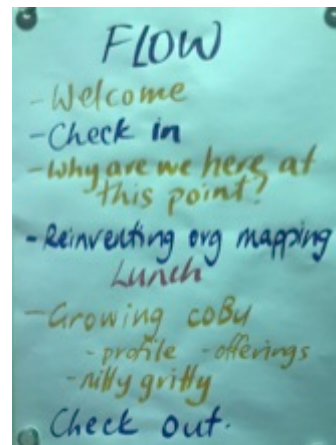 FLOW
- Welcome
- Check in
- Why are we here at
this point?
- Reinventing org mapping
Lunch
- Growing coBu
- profile - offerings
- nitty gritty
Check out.